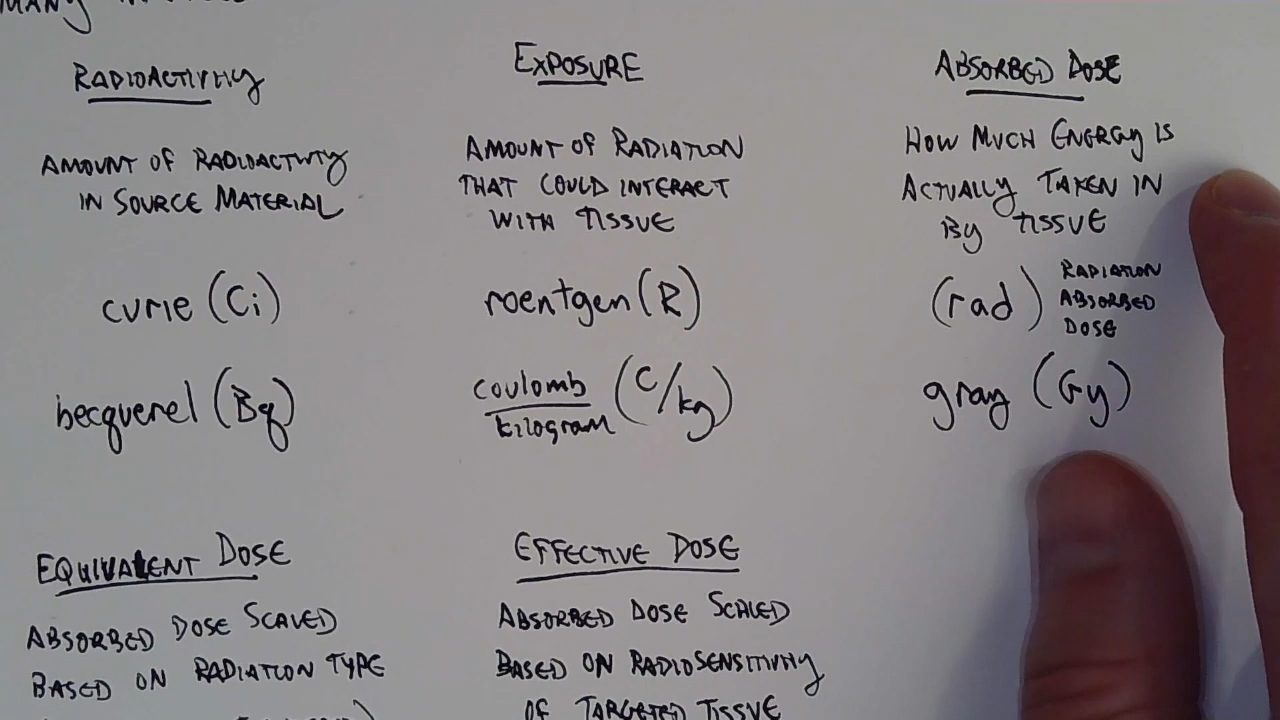 MANY
RADIOACTIVITY
AMOUNT OF RADIOACTIVITY
IN SOURCE MATERIAL
curie (Ci)
becquerel (Bq)
EXPOSURE
AMOUNT OF RADIATION
THAT COULD INTERACT
WITH TISSUE
roentgen (R)
coulomb
kilogram
(C/kg)
ABSORBED DOSE
HOW MUCH ENERGY IS
ACTUALLY TAKEN IN
BY TISSUE
(rad)
RADIATION
ABSORBED
DOSE
gray (Gy)
EQUIVALENT DOSE
ABSORBED DOSE SCALED
BASED ON RADIATION TYPE
EFFECTIVE DOSE
ABSORBED DOSE SCALED
BASED ON RADIOSENSITIVITY
OF TARGETED TISSUE